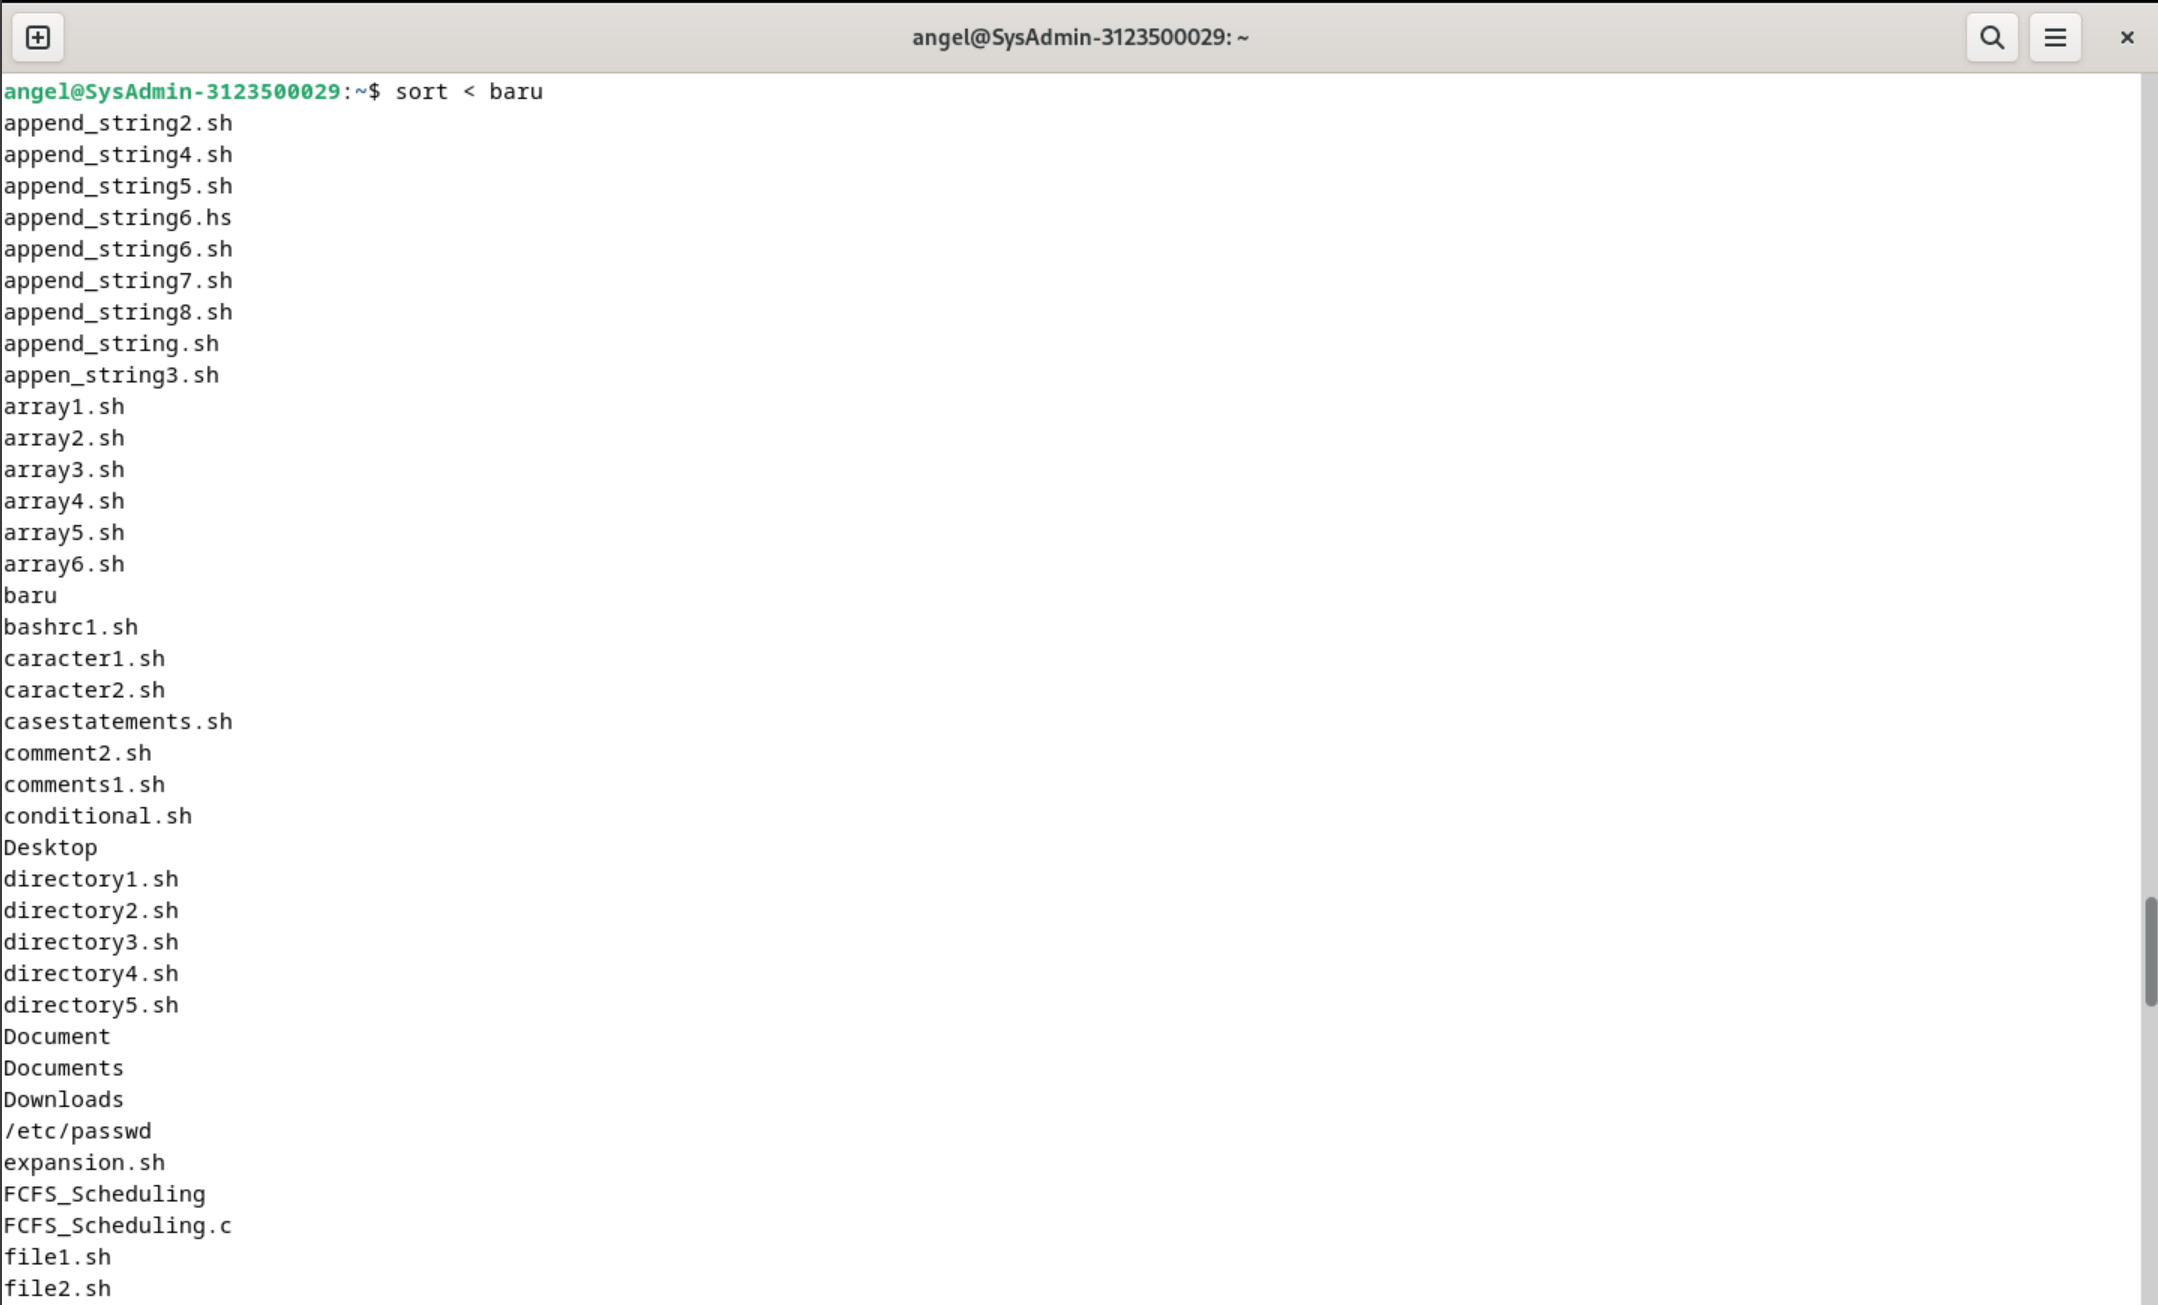 angel@SysAdmin-3123500029: ~
angel@SysAdmin-3123500029:~$ sort < baru
append_string2.sh
append_string4.sh
append_string5.sh
append_string6.hs
append_string6.sh
append_string7.sh
append_string8.sh
append_string.sh
appen_string3.sh
array1.sh
array2.sh
array3.sh
array4.sh
array5.sh
array6.sh
baru
bashrc1.sh
caracter1.sh
caracter2.sh
casestatements.sh
comment2.sh
comments1.sh
conditional.sh
Desktop
directory1.sh
directory2.sh
directory3.sh
directory4.sh
directory5.sh
Document
Documents
Downloads
/etc/passwd
expansion.sh
FCFS_Scheduling
FCFS_Scheduling.c
file1.sh
file2.sh